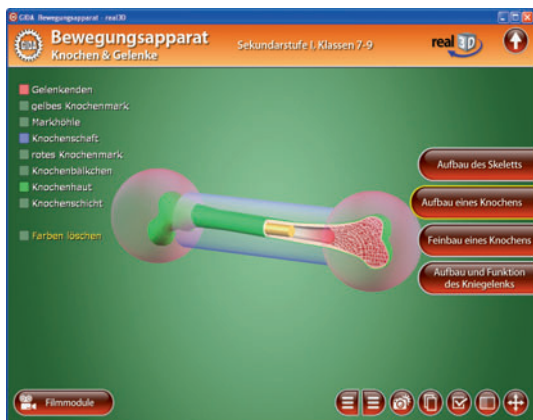 GIDA Bewegungsapparat - real3D
GIDA
Bewegungsapparat
Knochen & Gelenke
Sekundarstufe I, Klassen 7-9
real 3D
Gelenkenden
gelbes Knochenmark
Markhöhle
Knochenschaft
rotes Knochenmark
Knochenbälkchen
Knochenhaut
Knochenschicht
Farben löschen
Aufbau des Skeletts
Aufbau eines Knochens
Feinbau eines Knochens
Aufbau und Funktion
des Kniegelenks
Filmmodule